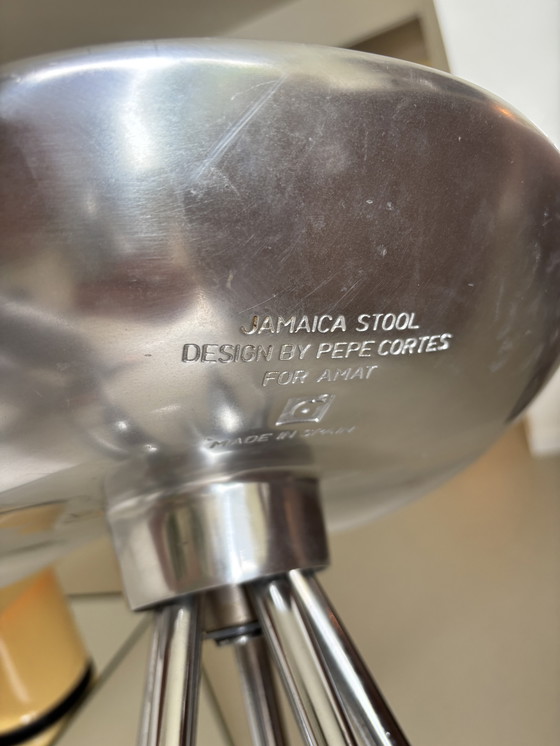 JAMAICA STOOL
DESIGN BY PEPE CORTES
FOR AMAT
MADE IN SPAIN